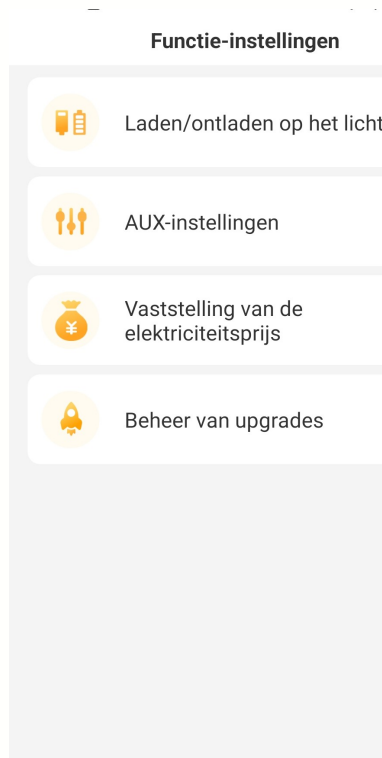 Functie-instellingen
Laden/ontladen op het licht
AUX-instellingen
Vaststelling van de
elektriciteitsprijs
Beheer van upgrades